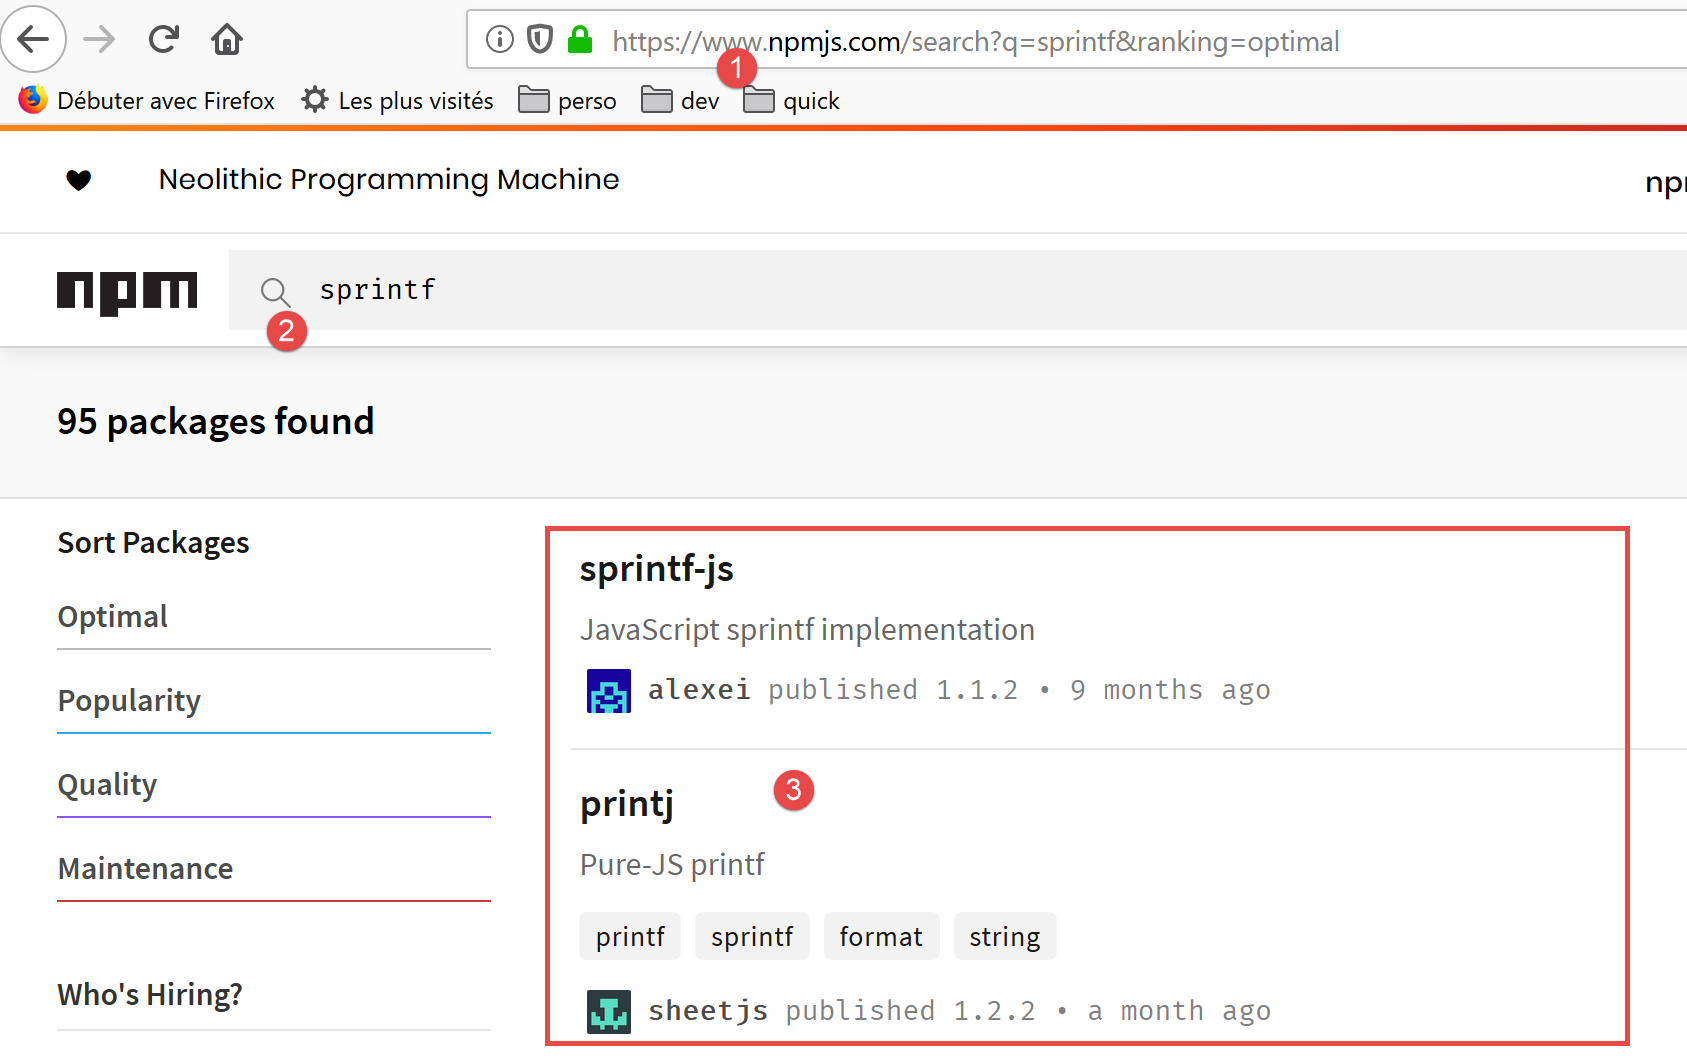 https://www.npmjs.com/search?q=sprintf&ranking=optimal
1
Débuter avec Firefox Les plus visités perso dev quick
Neolithic Programming Machine
npm sprintf
2
95 packages found
Sort Packages
Optimal
Popularity
Quality
Maintenance
Who's Hiring?
sprintf-js
JavaScript sprintf implementation
alexei published 1.1.2 • 9 months ago
printj
3
Pure-JS printf
printf sprintf format string
sheetjs published 1.2.2 • a month ago